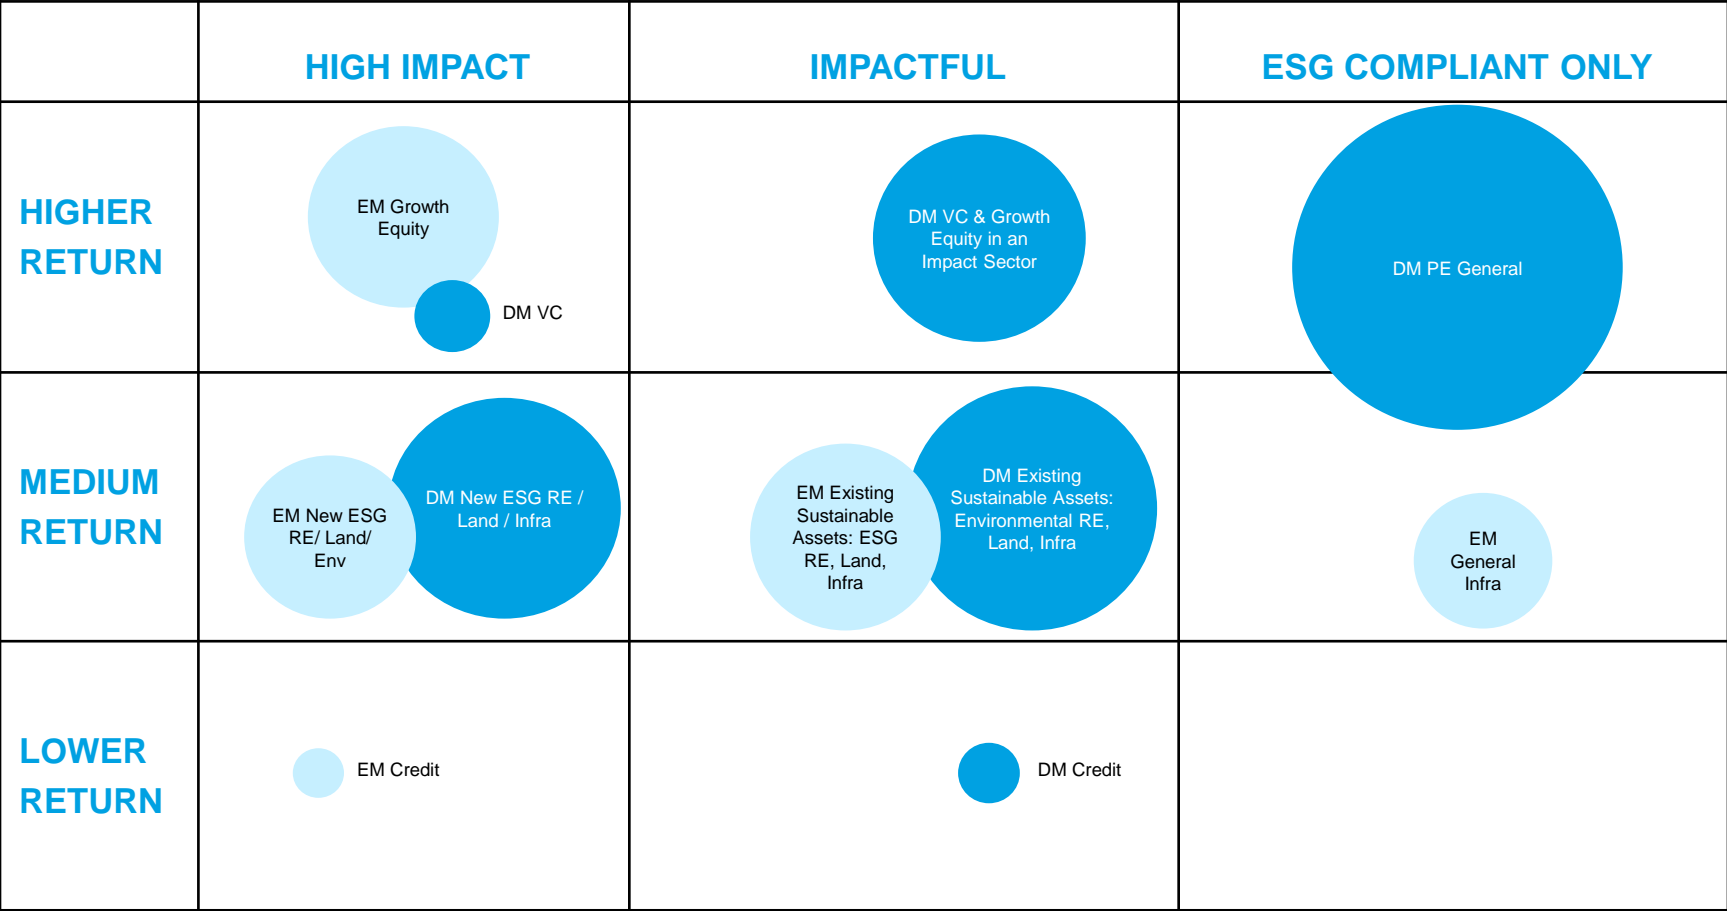 HIGH IMPACT
IMPACTFUL
ESG COMPLIANT ONLY
HIGHER
RETURN
EM Growth
Equity
DM VC
DM VC & Growth
Equity in an
Impact Sector
DM PE General
MEDIUM
RETURN
EM New ESG
RE/ Land/
Env
DM New ESG RE /
Land / Infra
EM Existing
Sustainable
Assets: ESG
RE, Land,
Infra
DM Existing
Sustainable Assets:
Environmental RE,
Land, Infra
EM
General
Infra
LOWER
RETURN
EM Credit
DM Credit